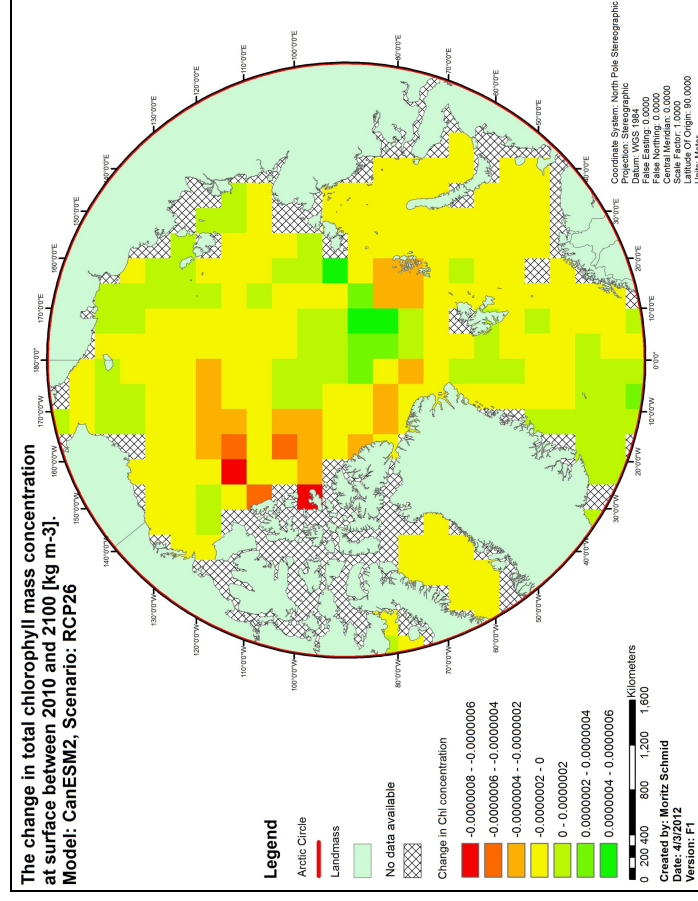 The change in total chlorophyll mass concentration
at surface between 2010 and 2100 [kg m-3].
Model: CanESM2, Scenario: RCP26
Legend
Arctic Circle
Landmass
No data available
Change in Chl concentration
-0.0000008 - -0.0000006
-0.0000006 - -0.0000004
-0.0000004 - -0.0000002
-0.0000002 - 0
0 - 0.0000002
0.0000002 - 0.0000004
0.0000004 - 0.0000006
0 200 400 800 1,200 1,600
Kilometers
Created by: Moritz Schmid
Date: 4/3/2012
Version: F1
130°0'0"W
140°0'0"W
150°0'0"W
160°0'0"W
170°0'0"W
180°0'0"
170°0'0"E
160°0'0"E
150°0'0"E
140°0'0"E
130°0'0"E
120°0'0"W
110°0'0"W
100°0'0"W
80°0'0"W
70°0'0"W
60°0'0"W
50°0'0"W
120°0'0"E
110°0'0"E
100°0'0"E
80°0'0"E
70°0'0"E
60°0'0"E
50°0'0"E
40°0'0"W
30°0'0"W
20°0'0"W
10°0'0"W
0°0'0"
10°0'0"E
20°0'0"E
30°0'0"E
Coordinate System: North Pole Stereographic
Projection: Stereographic
Datum: WGS 1984
False Easting: 0.0000
False Northing: 0.0000
Central Meridian: 0.0000
Scale Factor: 1.0000
Latitude Of Origin: 90.0000